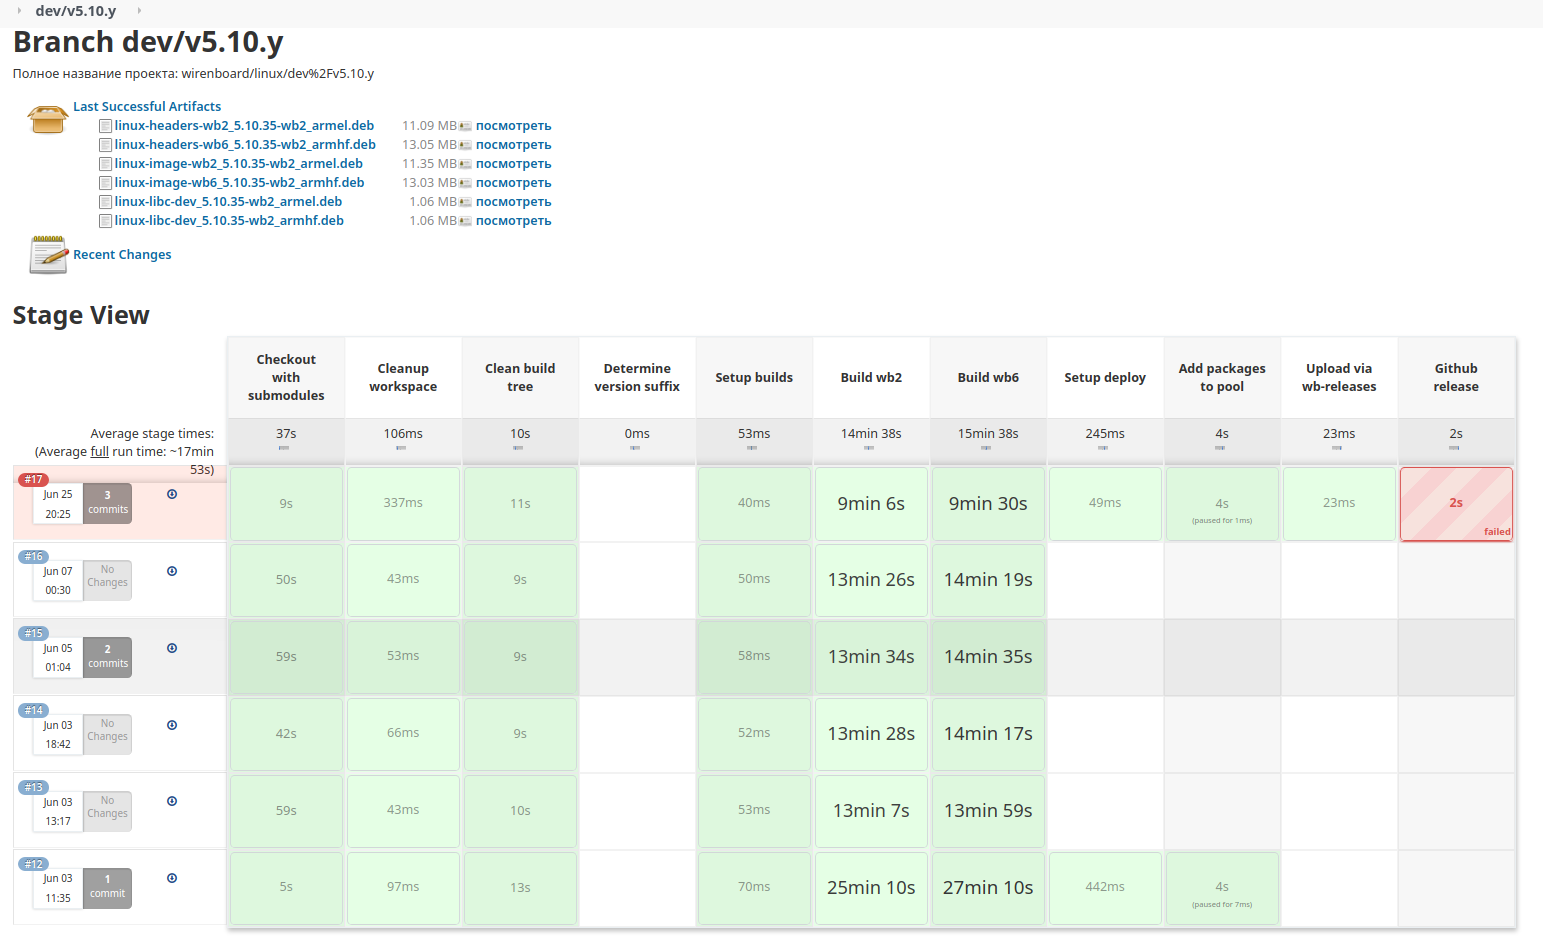 dev/v5.10.y
Branch dev/v5.10.y
Полное название проекта: wirenboard/linux/dev%2Fv5.10.y
Last Successful Artifacts
linux-headers-wb2_5.10.35-wb2_armel.deb 11.09 MB посмотреть
linux-headers-wb6_5.10.35-wb2_armhf.deb 13.05 MB посмотреть
linux-image-wb2_5.10.35-wb2_armel.deb 11.35 MB посмотреть
linux-image-wb6_5.10.35-wb2_armhf.deb 13.03 MB посмотреть
linux-libc-dev_5.10.35-wb2_armel.deb 1.06 MB посмотреть
linux-libc-dev_5.10.35-wb2_armhf.deb 1.06 MB посмотреть
Recent Changes
Stage View
Checkout
with
submodules
Cleanup
workspace
Clean build
tree
Determine
version suffix
Setup builds
Build wb2
Build wb6
Setup deploy
Add packages
to pool
Upload via
wb-releases
Github
release
Average stage times:
(Average full run time: ~17min
53s)
37s
106ms
10s
0ms
53ms
14min 38s
15min 38s
245ms
4s
23ms
2s
#17
Jun 25
20:25
3
commits
9s
337ms
11s
40ms
9min 6s
9min 30s
49ms
4s
(paused for 1ms)
23ms
2s
failed
#16
Jun 07
00:30
No
Changes
50s
43ms
9s
50ms
13min 26s
14min 19s
#15
Jun 05
01:04
2
commits
59s
53ms
9s
58ms
13min 34s
14min 35s
#14
Jun 03
18:42
No
Changes
42s
66ms
9s
52ms
13min 28s
14min 17s
#13
Jun 03
13:17
No
Changes
59s
43ms
10s
53ms
13min 7s
13min 59s
#12
Jun 03
11:35
1
commit
5s
97ms
13s
70ms
25min 10s
27min 10s
442ms
4s
(paused for 7ms)